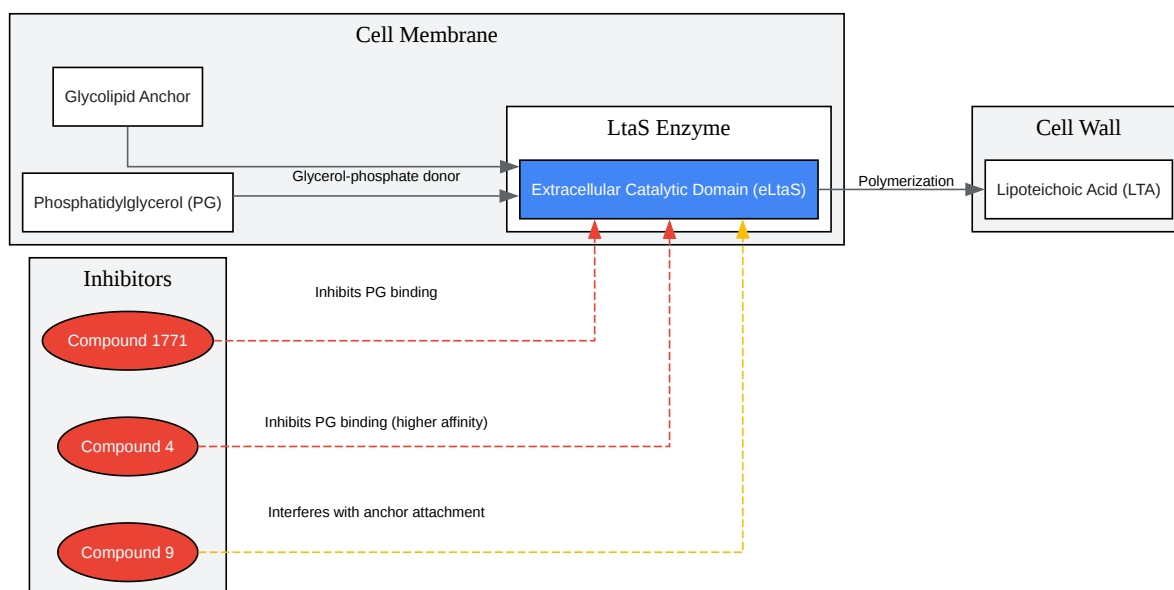 Cell Membrane
Glycolipid Anchor
LtaS Enzyme
Cell Wall
Glycerol-phosphate donor
Extracellular Catalytic Domain (eLtaS)
Polymerization
Lipoteichoic Acid (LTA)
Phosphatidylglycerol (PG)
Inhibitors
Inhibits PG binding
Compound 1771
Inhibits PG binding (higher affinity)
Compound 4
Interferes with anchor attachment
Compound 9